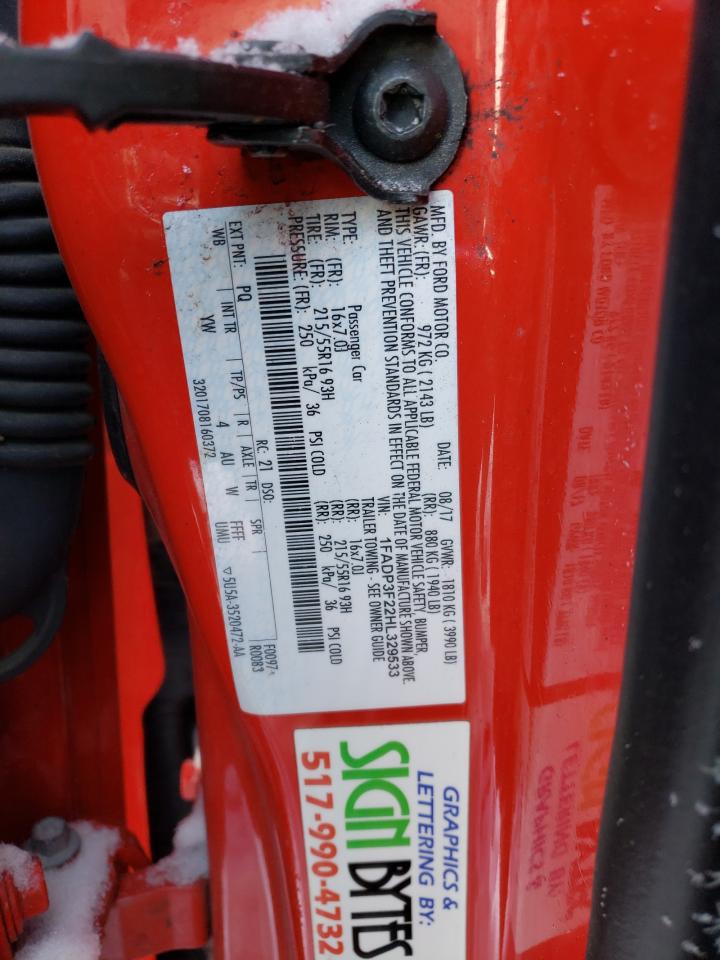 MFD. BY FORD MOTOR CO.
DATE: 08/17 GVWR: 1810 KG ( 3990 LB)
GAWR: (FR): 972 KG ( 2143 LB) (RR): 880 KG ( 1940 LB)
THIS VEHICLE CONFORMS TO ALL APPLICABLE FEDERAL MOTOR VEHICLE SAFETY BUMPER,
AND THEFT PREVENTION STANDARDS IN EFFECT ON THE DATE OF MANUFACTURE SHOWN ABOVE.
VIN: 1FADP3F22HL329533
TYPE: Passenger Car TRAILER TOWING - SEE OWNER GUIDE
RIM: (FR): 16x7.0J (RR): 16x7.0J
TIRE: (FR): 215/55R16 93H (RR): 215/55R16 93H
PRESSURE: (FR): 250 kPa/ 36 PSI COLD (RR): 250 kPa/ 36 PSI COLD
F0097
EXT PNT: PQ RC: 21 DSO: R0083
WB INT TR TP/PS R AXLE TR SPR
YW 4 AU W FFFF
UMU
3201708160372 5U5A-3520472-AA
GRAPHICS &
LETTERING BY:
SIGN BYTES
517-990-4732